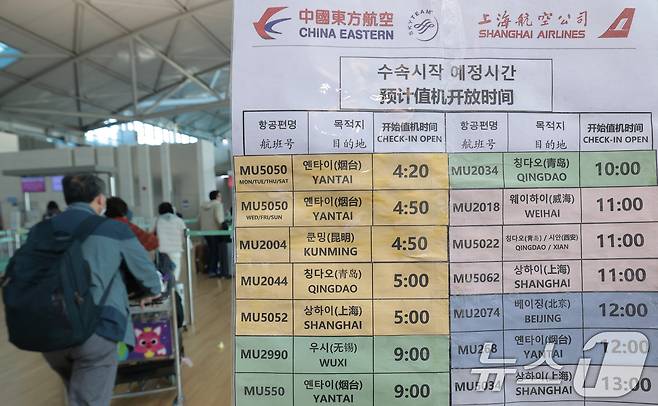 中國東方航空
CHINA EASTERN
SKYTEAM
上海航空公司
SHANGHAI AIRLINES
수속시작 예정시간
预计值机开放时间
항공편명 航班号 목적지 目的地 开始值机时间 CHECK-IN OPEN
MU5050 MON/TUE/THU/SAT 옌타이(烟台) YANTAI 4:20
MU5050 WED/FRI/SUN 옌타이(烟台) YANTAI 4:50
MU2004 쿤밍(昆明) KUNMING 4:50
MU2044 칭다오(青岛) QINGDAO 5:00
MU5052 상하이(上海) SHANGHAI 5:00
MU2990 우시(无锡) WUXI 9:00
MU550 옌타이(烟台) YANTAI 9:00
항공편명 航班号 목적지 目的地 开始值机时间 CHECK-IN OPEN
MU2034 칭다오(青岛) QINGDAO 10:00
MU2018 웨이하이(威海) WEIHAI 11:00
MU5022 칭다오(青岛) / 시안(西安) QINGDAO / XIAN 11:00
MU5062 상하이(上海) SHANGHAI 11:00
MU2074 베이징(北京) BEIJING 12:00
옌타이(烟台) YANTAI 12:00
MU5034 상하이(上海) SHANGHAI 13:00
뉴스1